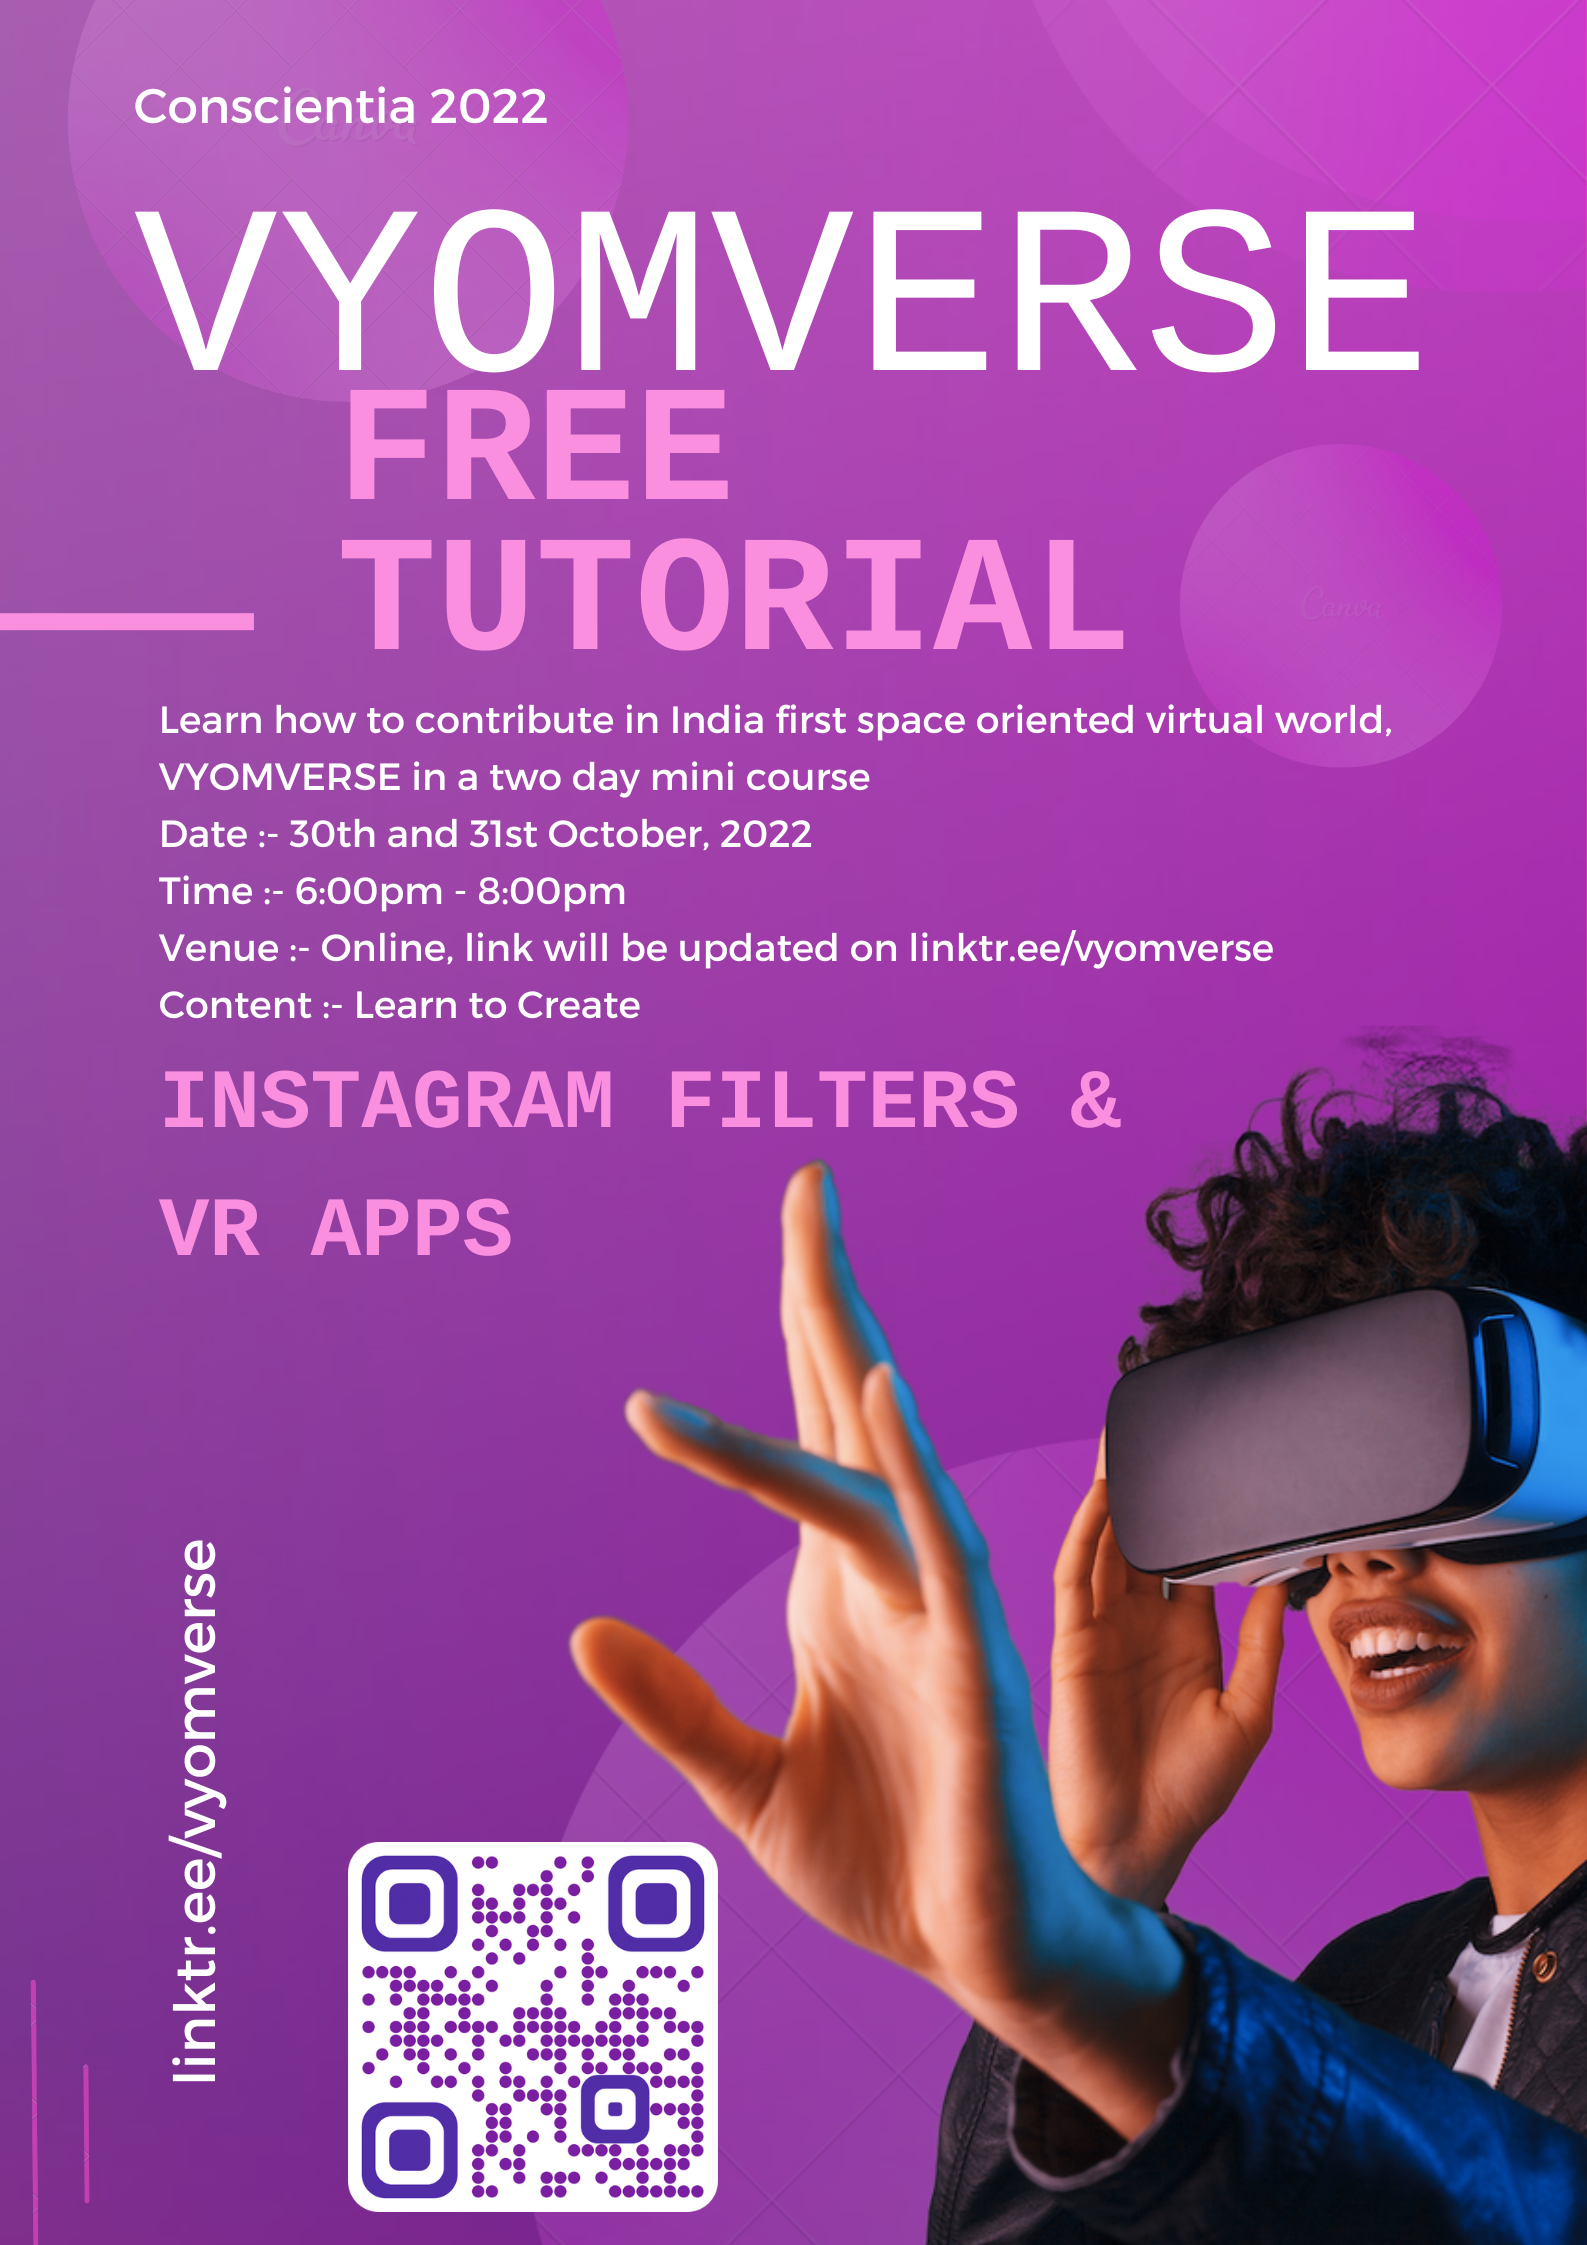 Conscientia 2022
Canva
VYOMVERSE
FREE
TUTORIAL
Canva
Learn how to contribute in India first space oriented virtual world,
VYOMVERSE in a two day mini course
Date :- 30th and 31st October, 2022
Time :- 6:00pm - 8:00pm
Venue :- Online, link will be updated on linktr.ee/vyomverse
Content :- Learn to Create
INSTAGRAM FILTERS &
VR APPS
linktr.ee/vyomverse